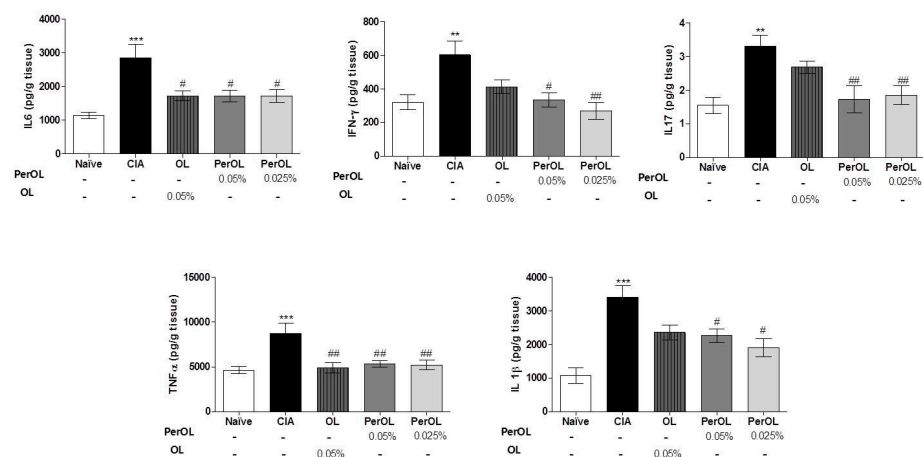 IL6 (pg/g tissue)
4000
3000
2000
1000
0
***
#
#
#
Naïve CIA OL PerOL PerOL
PerOL - - - 0.05% 0.025%
OL - - 0.05% - -
IFN-γ (pg/g tissue)
800
600
400
200
0
**
#
##
Naïve CIA OL PerOL PerOL
PerOL - - - 0.05% 0.025%
OL - - 0.05% - -
IL17 (pg/g tissue)
4
3
2
1
0
**
##
##
Naïve CIA OL PerOL PerOL
PerOL - - - 0.05% 0.025%
OL - - 0.05% - -
TNFα (pg/g tissue)
15000
10000
5000
0
***
##
##
##
Naïve CIA OL PerOL PerOL
PerOL - - - 0.05% 0.025%
OL - - 0.05% - -
IL 1β (pg/g tissue)
4000
3000
2000
1000
0
***
#
#
Naïve CIA OL PerOL PerOL
PerOL - - - 0.05% 0.025%
OL - - 0.05% - -